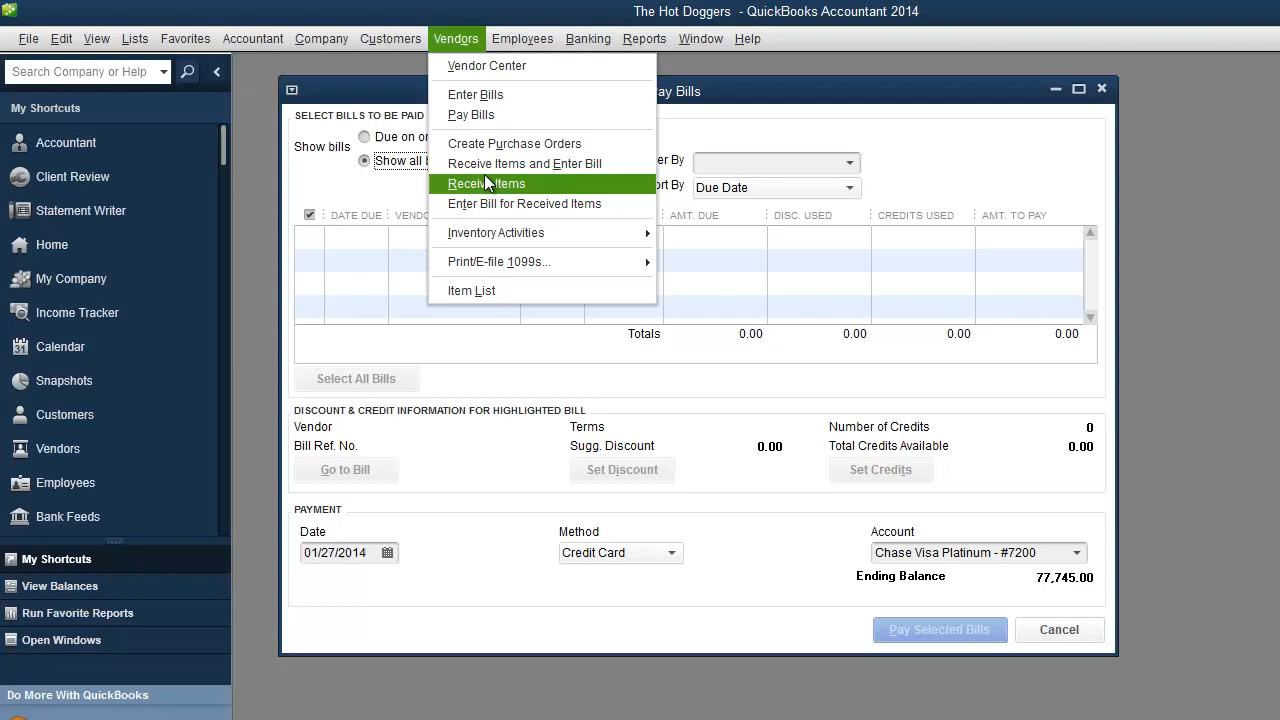 The Hot Doggers - QuickBooks Accountant 2014
File Edit View Lists Favorites Accountant Company Customers Vendors Employees Banking Reports Window Help
Search Company or Help
My Shortcuts
Accountant
Client Review
Statement Writer
Home
My Company
Income Tracker
Calendar
Snapshots
Customers
Vendors
Employees
Bank Feeds
My Shortcuts
View Balances
Run Favorite Reports
Open Windows
Do More With QuickBooks
Vendor Center
Enter Bills
Pay Bills
Create Purchase Orders
Receive Items and Enter Bill
Receive Items
Enter Bill for Received Items
Inventory Activities
Print/E-file 1099s...
Item List
Pay Bills
SELECT BILLS TO BE PAID
Show bills
Due on or
Show all b
er By
ort By Due Date
DATE DUE VENDO AMT. DUE DISC. USED CREDITS USED AMT. TO PAY
Totals 0.00 0.00 0.00 0.00
Select All Bills
DISCOUNT & CREDIT INFORMATION FOR HIGHLIGHTED BILL
Vendor Terms Number of Credits 0
Bill Ref. No. Sugg. Discount 0.00 Total Credits Available 0.00
Go to Bill Set Discount Set Credits
PAYMENT
Date Method Account
01/27/2014 Credit Card Chase Visa Platinum - #7200
Ending Balance 77,745.00
Pay Selected Bills Cancel